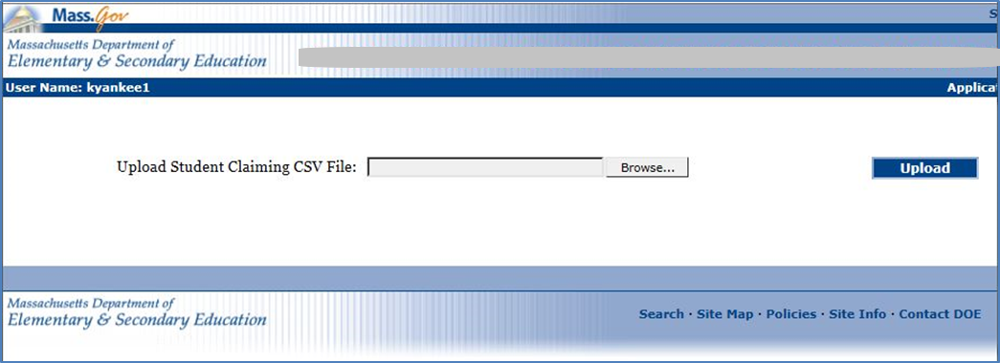 Mass.Gov
Massachusetts Department of
Elementary & Secondary Education
User Name: kyankee1
Upload Student Claiming CSV File: Browse... Upload
Massachusetts Department of
Elementary & Secondary Education
Search · Site Map · Policies · Site Info · Contact DOE